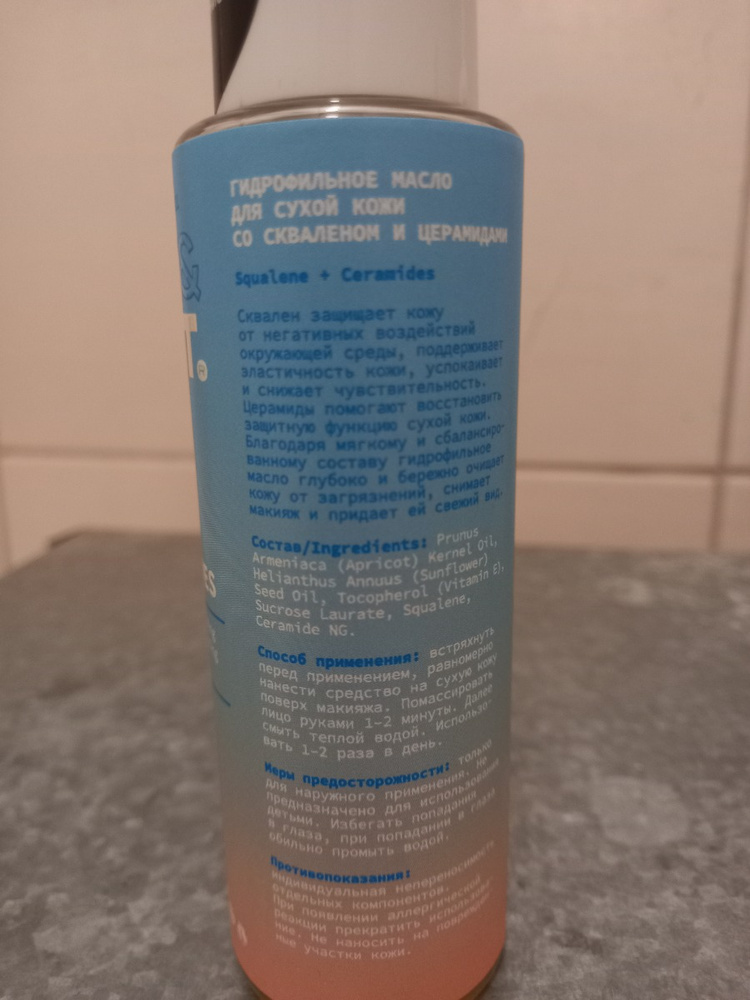 ГИДРОФИЛЬНОЕ МАСЛО
ДЛЯ СУХОЙ КОЖИ
СО СКВАЛЕНОМ И ЦЕРАМИДАМИ
Squalene + Ceramides
Сквален защищает кожу
от негативных воздействий
окружающей среды, поддерживает
эластичность кожи, успокаивает
и снижает чувствительность.
Церамиды помогают восстановить
защитную функцию сухой кожи.
Благодаря мягкому и сбалансиро-
ванному составу гидрофильное
масло глубоко и бережно очищает
кожу от загрязнений, снимает
макияж и придает ей свежий вид.
Состав/Ingredients: Prunus
Armeniaca (Apricot) Kernel Oil,
Helianthus Annuus (Sunflower)
Seed Oil, Tocopherol (Vitamin E),
Sucrose Laurate, Squalene,
Ceramide NG.
Способ применения: встряхнуть
перед применением, равномерно
нанести средство на сухую кожу
поверх макияжа. Помассировать
лицо руками 1-2 минуты. Далее
смыть теплой водой. Использо-
вать 1-2 раза в день.
Меры предосторожности: только
для наружного применения. Не
предназначено для использования
детьми. Избегать попадания
в глаза, при попадании в глаза
обильно промыть водой.
Противопоказания:
индивидуальная непереносимость
отдельных компонентов.
При появлении аллергической
реакции прекратить использова-
ние. Не наносить на поврежден-
ные участки кожи.
&
T.®
ES